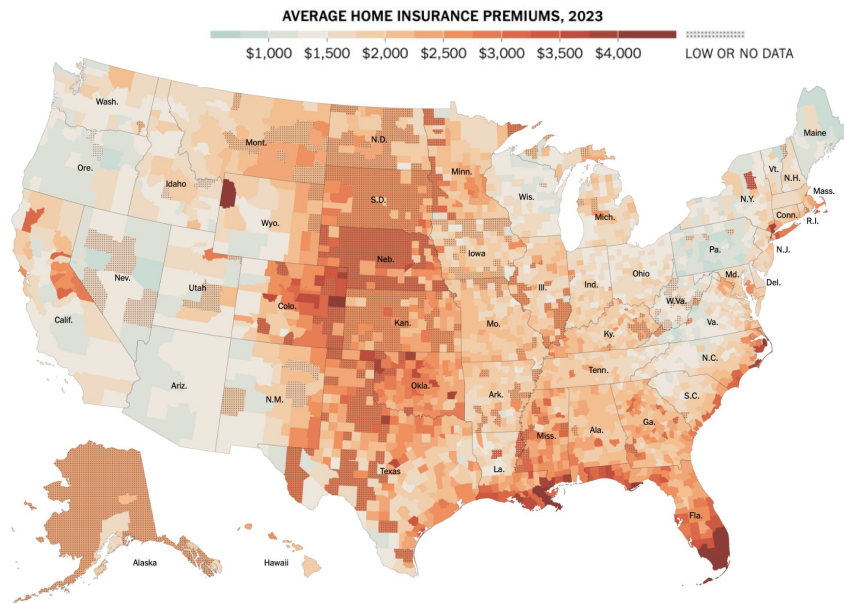 AVERAGE HOME INSURANCE PREMIUMS, 2023
$1,000 $1,500 $2,000 $2,500 $3,000 $3,500 $4,000 LOW OR NO DATA
Wash.
Mont.
N.D.
Minn.
Maine
Ore.
Idaho
S.D.
Wis.
Vt.
N.H.
Wyo.
Mich.
N.Y.
Mass.
Conn.
R.I.
Neb.
Iowa
Pa.
N.J.
Nev.
Utah
Colo.
Ill.
Ind.
Ohio
Md.
Del.
Calif.
Kan.
Mo.
Ky.
W.Va.
Va.
Ariz.
N.M.
Okla.
Ark.
Tenn.
N.C.
S.C.
Miss.
Ala.
Ga.
Texas
La.
Fla.
Alaska
Hawaii